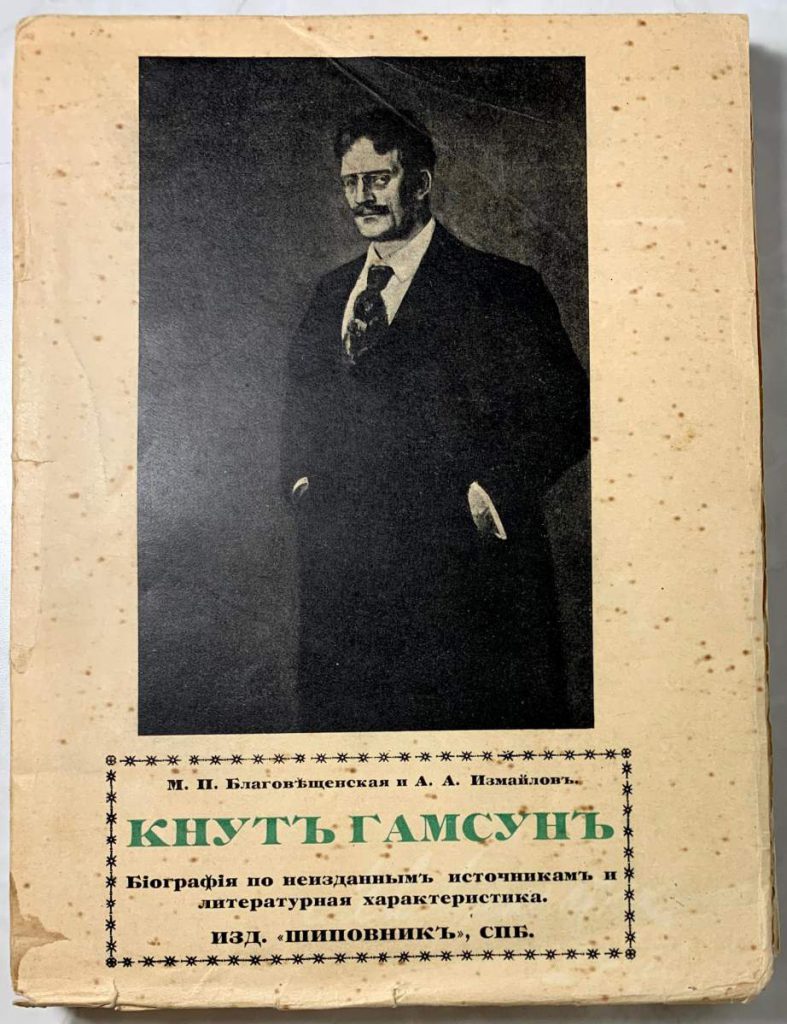 М. П. Благовѣщенская и А. А. Измайловъ.
КНУТЪ ГАМСУНЪ
Біографія по неизданнымъ источникамъ и
литературная характеристика.
ИЗД. «ШИПОВНИКЪ», СПБ.